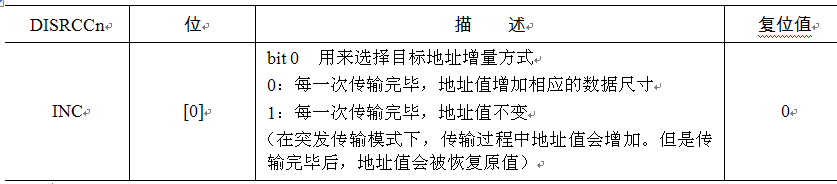 DISRCCn 位 描 述 复位值
INC [0] bit 0 用来选择目标地址增量方式
0：每一次传输完毕，地址值增加相应的数据尺寸
1：每一次传输完毕，地址值不变
（在突发传输模式下，传输过程中地址值会增加。但是传
输完毕后，地址值会被恢复原值） 0